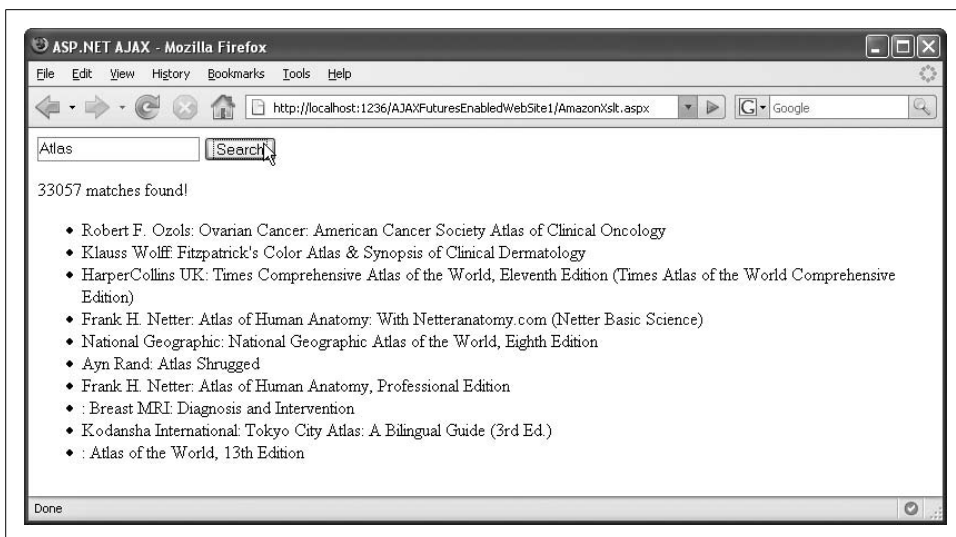 ASP.NET AJAX - Mozilla Firefox
File Edit View History Bookmarks Tools Help
http://localhost:1236/AJAXFuturesEnabledWebSite1/AmazonXslt.aspx G Google
Atlas Search
33057 matches found!
• Robert F. Ozols: Ovarian Cancer: American Cancer Society Atlas of Clinical Oncology
• Klauss Wolff: Fitzpatrick's Color Atlas & Synopsis of Clinical Dermatology
• HarperCollins UK: Times Comprehensive Atlas of the World, Eleventh Edition (Times Atlas of the World Comprehensive
Edition)
• Frank H. Netter: Atlas of Human Anatomy: With Netteranatomy.com (Netter Basic Science)
• National Geographic: National Geographic Atlas of the World, Eighth Edition
• Ayn Rand: Atlas Shrugged
• Frank H. Netter: Atlas of Human Anatomy, Professional Edition
• : Breast MRI: Diagnosis and Intervention
• Kodansha International: Tokyo City Atlas: A Bilingual Guide (3rd Ed.)
• : Atlas of the World, 13th Edition
Done